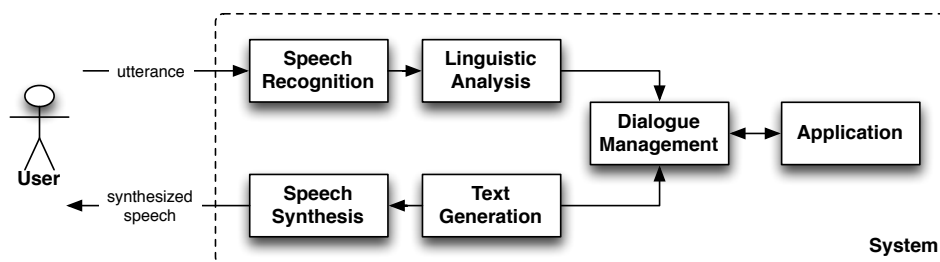 utterance
Speech
Recognition
Linguistic
Analysis
Dialogue
Management
Application
User
synthesized
speech
Speech
Synthesis
Text
Generation
System